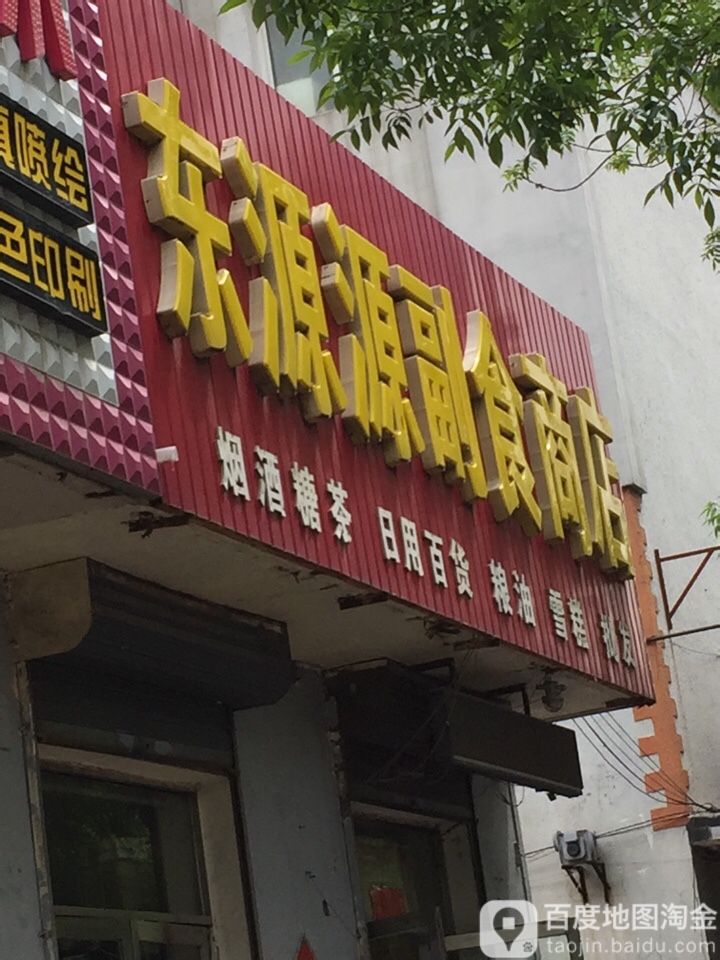 真喷绘
色印刷
东源源副食商店
烟酒糖茶 日用百货 粮油 雪糕 批发
百度地图淘金
taojin.baidu.com